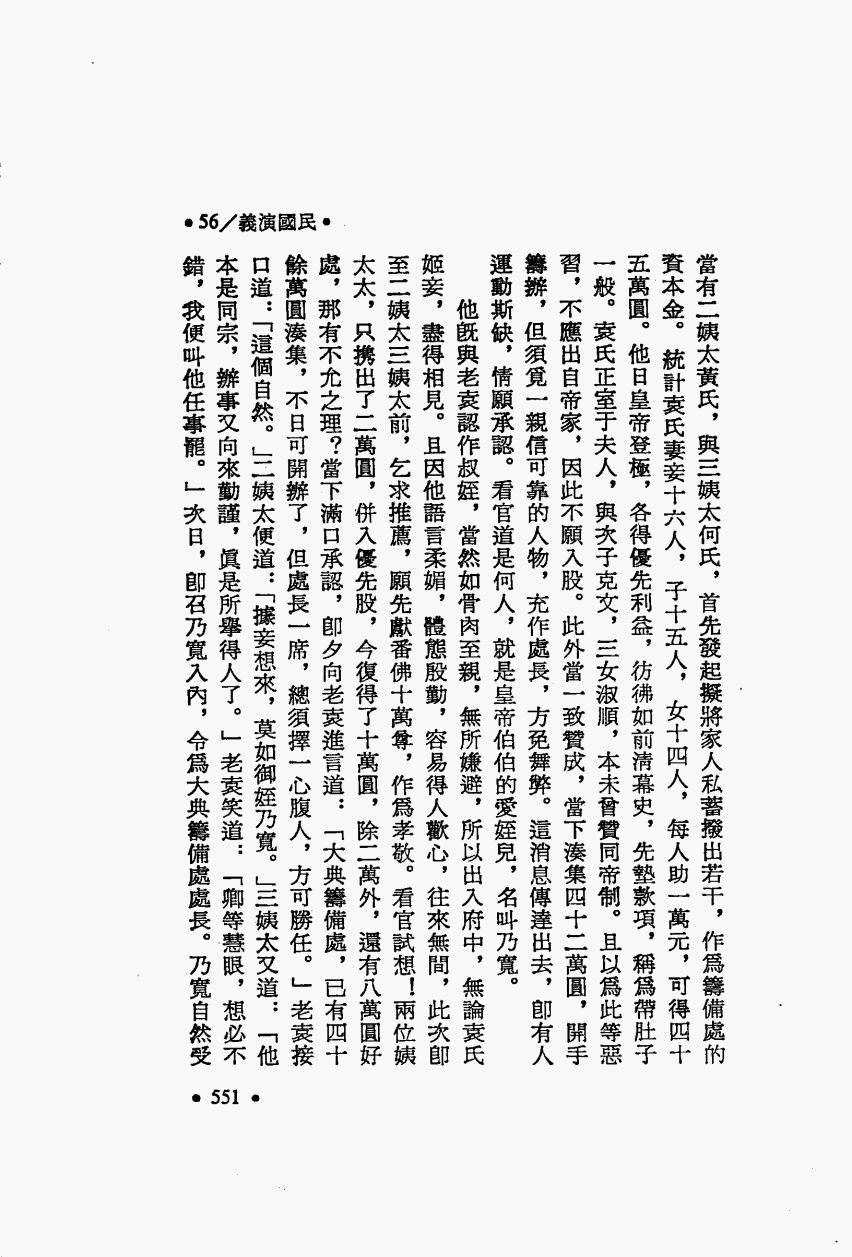 •民國演義／56•
當有二姨太黃氏，與三姨太何氏，首先發起擬將家人私蓄撥出若干，作爲籌備處的
資本金。統計袁氏妻妾十六人，子十五人，女十四人，每人助一萬元，可得四十
五萬圓。他日皇帝登極，各得優先利益，彷彿如前清幕史，先墊欵項，稱爲帶肚子
一般。袁氏正室于夫人，與次子克文，三女淑順，本未曾贊同帝制。且以爲此等惡
習，不應出自帝家，因此不願入股。此外當一致贊成，當下湊集四十二萬圓，開手
籌辦，但須覓一親信可靠的人物，充作處長，方免舞弊。這消息傳達出去，卽有人
運動斯缺，情願承認。看官道是何人，就是皇帝伯伯的愛姪兒，名叫乃寬。
他旣與老袁認作叔姪，當然如骨肉至親，無所嫌避，所以出入府中，無論袁氏
姬妾，盡得相見。且因他語言柔媚，體態殷勤，容易得人歡心，往來無間，此次卽
至二姨太三姨太前，乞求推薦，願先獻番佛十萬尊，作爲孝敬。看官試想！兩位姨
太太，只攜出了二萬圓，併入優先股，今復得了十萬圓，除二萬外，還有八萬圓好
處，那有不允之理？當下滿口承認，卽夕向老袁進言道：「大典籌備處，已有四十
餘萬圓湊集，不日可開辦了，但處長一席，總須擇一心腹人，方可勝任。」老袁接
口道：「這個自然。」二姨太便道：「據妾想來，莫如御姪乃寬。」三姨太又道：「他
本是同宗，辦事又向來勤謹，眞是所舉得人了。」老袁笑道：「卿等慧眼，想必不
錯，我便叫他任事罷。」次日，卽召乃寬入內，令爲大典籌備處處長。乃寬自然受
• 551 •